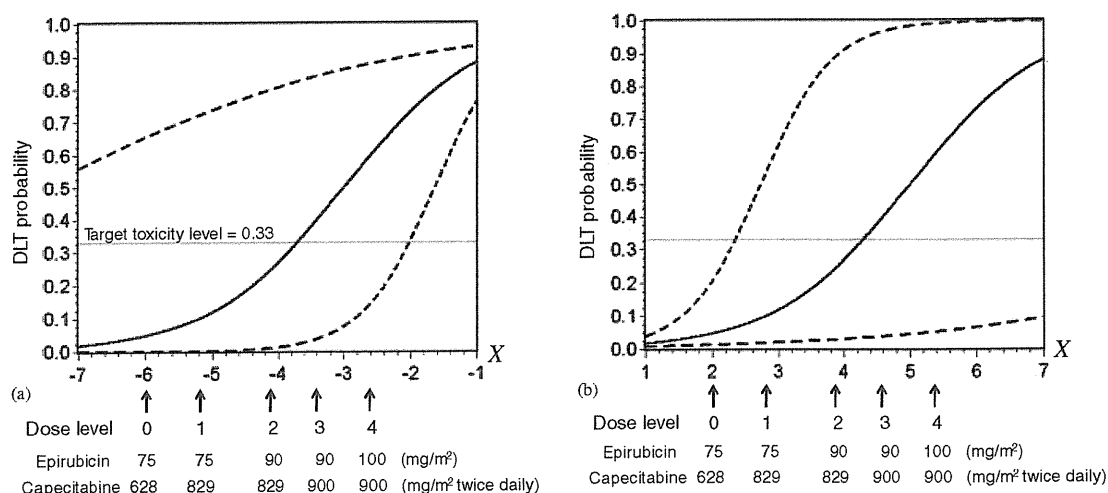 1.0
0.9
0.8
0.7
0.6
0.5
0.4
0.3
0.2
0.1
0.0
DLT probability
Target toxicity level = 0.33
-7 -6 -5 -4 -3 -2 -1 X
(a)
Dose level 0 1 2 3 4
Epirubicin 75 75 90 90 100 (mg/m²)
Capecitabine 628 829 829 900 900 (mg/m² twice daily)
1.0
0.9
0.8
0.7
0.6
0.5
0.4
0.3
0.2
0.1
0.0
DLT probability
1 2 3 4 5 6 7 X
(b)
Dose level 0 1 2 3 4
Epirubicin 75 75 90 90 100 (mg/m²)
Capecitabine 628 829 829 900 900 (mg/m² twice daily)